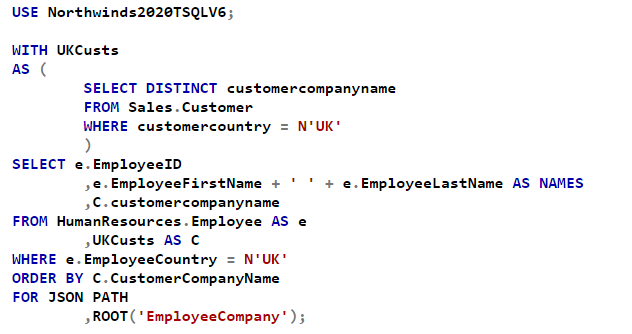 USE Northwinds2020TSQLV6;
WITH UKCusts
AS (
SELECT DISTINCT customercompanyname
FROM Sales.Customer
WHERE customercountry = N'UK'
)
SELECT e.EmployeeID
,e.EmployeeFirstName + ' ' + e.EmployeeLastName AS NAMES
,C.customercompanyname
FROM HumanResources.Employee AS e
,UKCusts AS C
WHERE e.EmployeeCountry = N'UK'
ORDER BY C.CustomerCompanyName
FOR JSON PATH
,ROOT('EmployeeCompany');